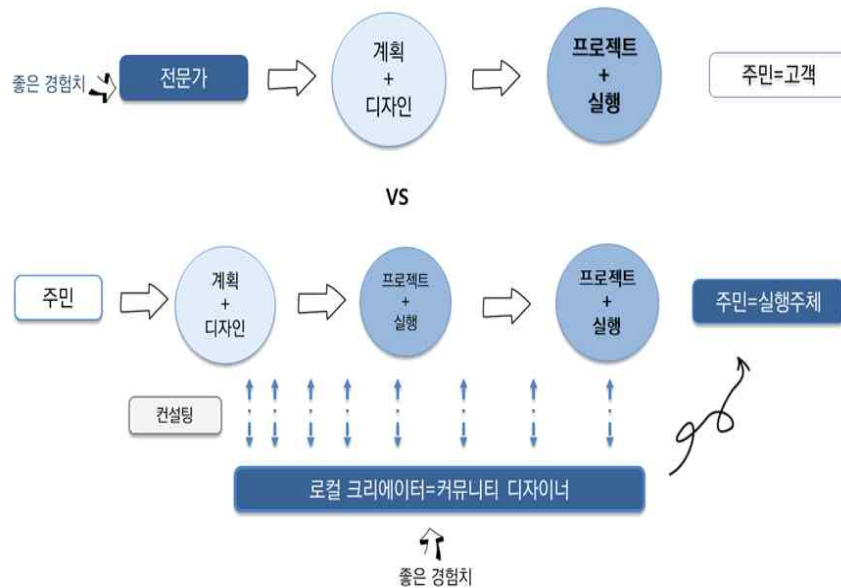 좋은 경험치
전문가
계획
+
디자인
프로젝트
+
실행
주민=고객
VS
주민
계획
+
디자인
프로젝트
+
실행
프로젝트
+
실행
주민=실행주체
컨설팅
로컬 크리에이터=커뮤니티 디자이너
좋은 경험치